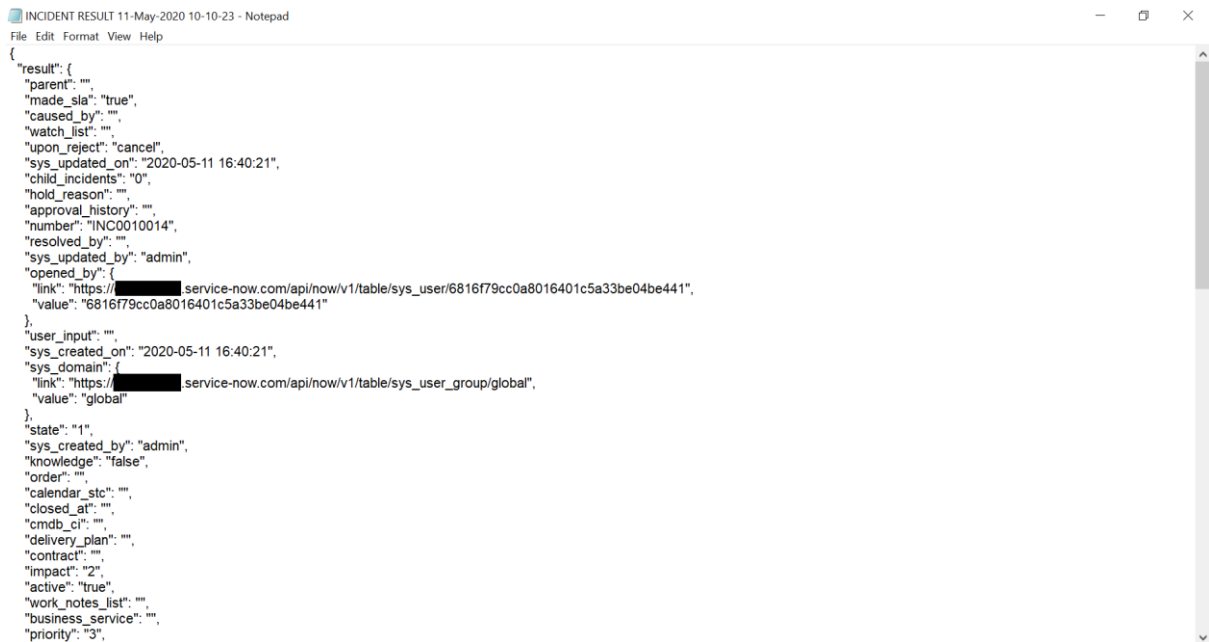 INCIDENT RESULT 11-May-2020 10-10-23 - Notepad
File Edit Format View Help
{
"result": {
"parent": "",
"made_sla": "true",
"caused_by": "",
"watch_list": "",
"upon_reject": "cancel",
"sys_updated_on": "2020-05-11 16:40:21",
"child_incidents": "0",
"hold_reason": "",
"approval_history": "",
"number": "INC0010014",
"resolved_by": "",
"sys_updated_by": "admin",
"opened_by": {
"link": "https:// .service-now.com/api/now/v1/table/sys_user/6816f79cc0a8016401c5a33be04be441",
"value": "6816f79cc0a8016401c5a33be04be441"
},
"user_input": "",
"sys_created_on": "2020-05-11 16:40:21",
"sys_domain": {
"link": "https:// .service-now.com/api/now/v1/table/sys_user_group/global",
"value": "global"
},
"state": "1",
"sys_created_by": "admin",
"knowledge": "false",
"order": "",
"calendar_stc": "",
"closed_at": "",
"cmdb_ci": "",
"delivery_plan": "",
"contract": "",
"impact": "2",
"active": "true",
"work_notes_list": "",
"business_service": "",
"priority": "3",